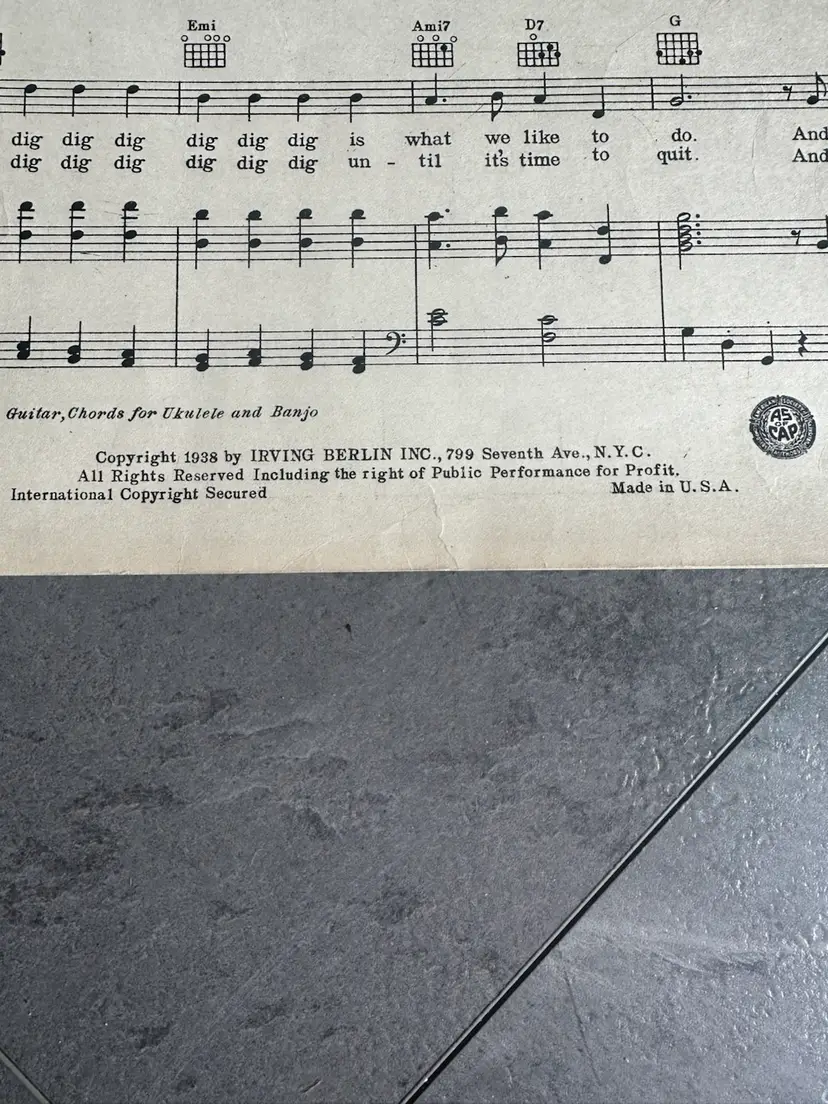 Emi Ami7 D7 G
dig dig dig dig dig dig is what we like to do. And
dig dig dig dig dig dig un - til it's time to quit. And
Guitar, Chords for Ukulele and Banjo
AS
OF
CAP
Copyright 1938 by IRVING BERLIN INC., 799 Seventh Ave., N.Y.C.
All Rights Reserved Including the right of Public Performance for Profit.
International Copyright Secured Made in U.S.A.